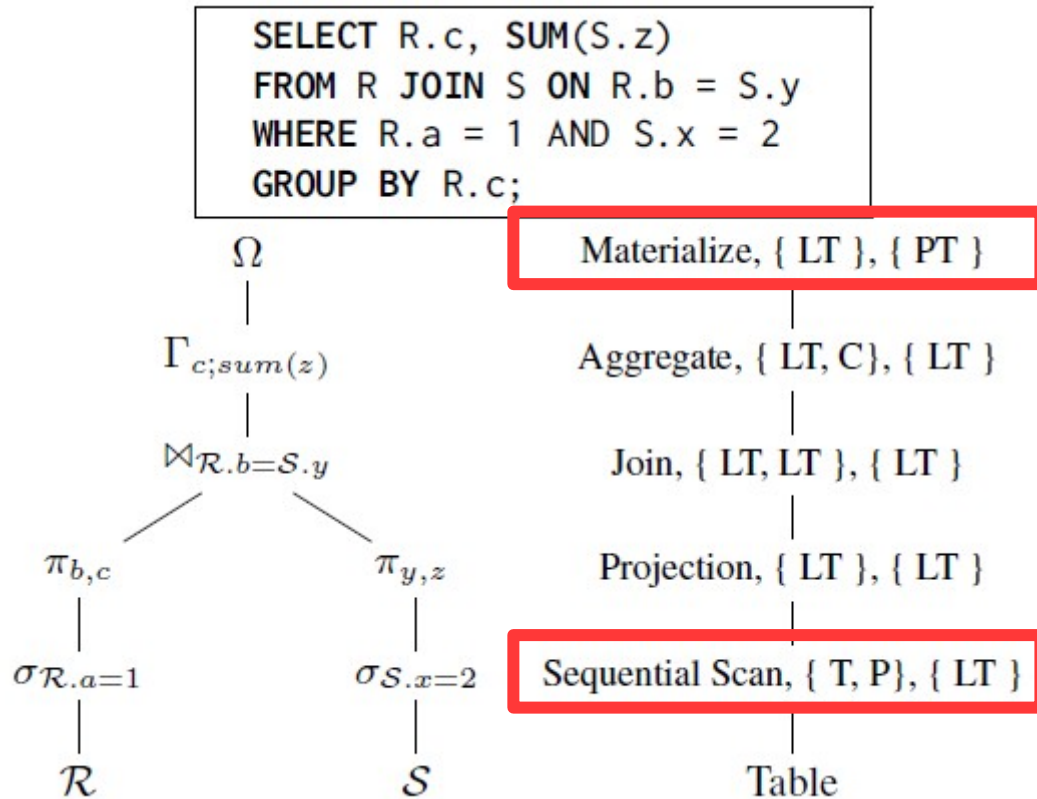 SELECT R.c, SUM(S.z)
FROM R JOIN S ON R.b = S.y
WHERE R.a = 1 AND S.x = 2
GROUP BY R.c;
Ω
Γc;sum(z)
⋈R.b=S.y
πb,c πy,z
σR.a=1 σS.x=2
R S
Materialize, { LT }, { PT }
Aggregate, { LT, C}, { LT }
Join, { LT, LT }, { LT }
Projection, { LT }, { LT }
Sequential Scan, { T, P}, { LT }
Table